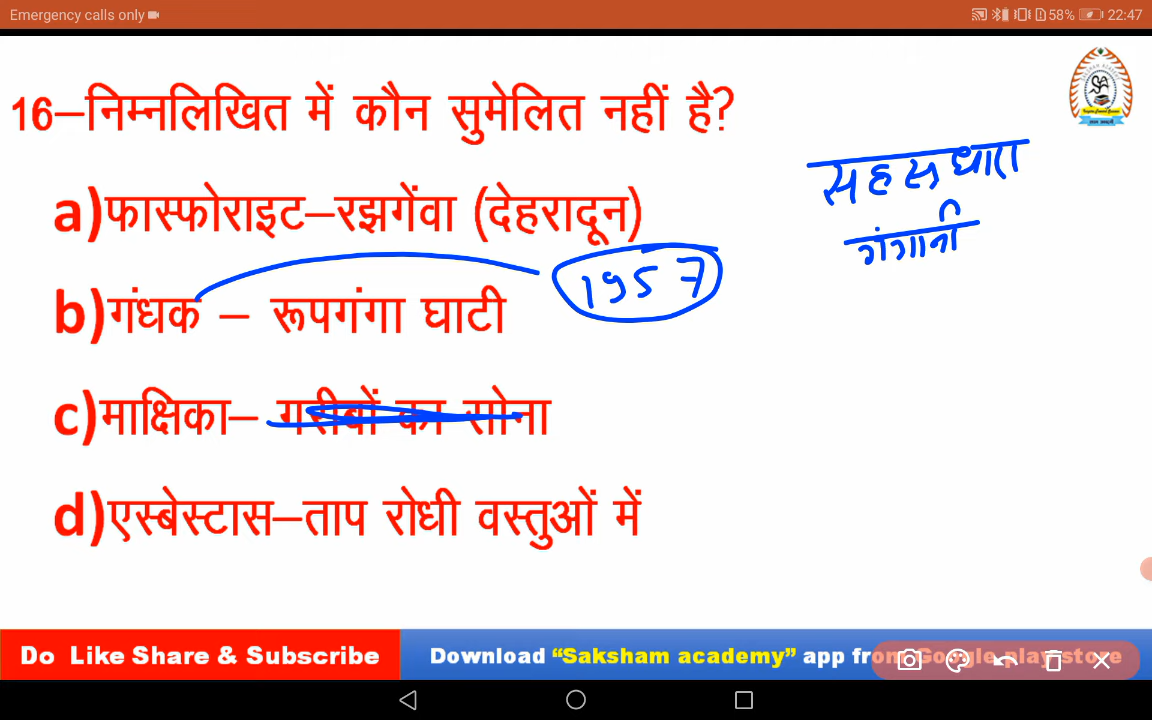 Emergency calls only
58% 22:47
16–निम्नलिखित में कौन सुमेलित नहीं है?
सहस्रधारा
a)फास्फोराइट–रझगेंवा (देहरादून)
गंगानी
1957
b)गंधक – रूपगंगा घाटी
c)माक्षिका– गरीबों का सोना
d)एस्बेस्टास–ताप रोधी वस्तुओं में
Do Like Share & Subscribe
Download “Saksham academy” app from Google play store